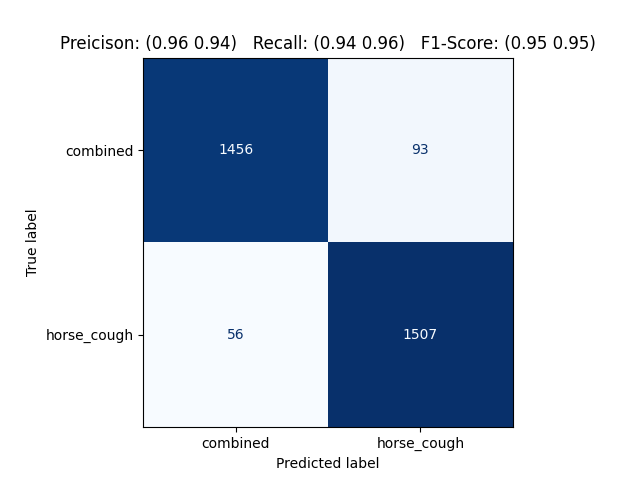 Preicison: (0.96 0.94)   Recall: (0.94 0.96)   F1-Score: (0.95 0.95)
combined
1456
93
True label
horse_cough
56
1507
combined
horse_cough
Predicted label